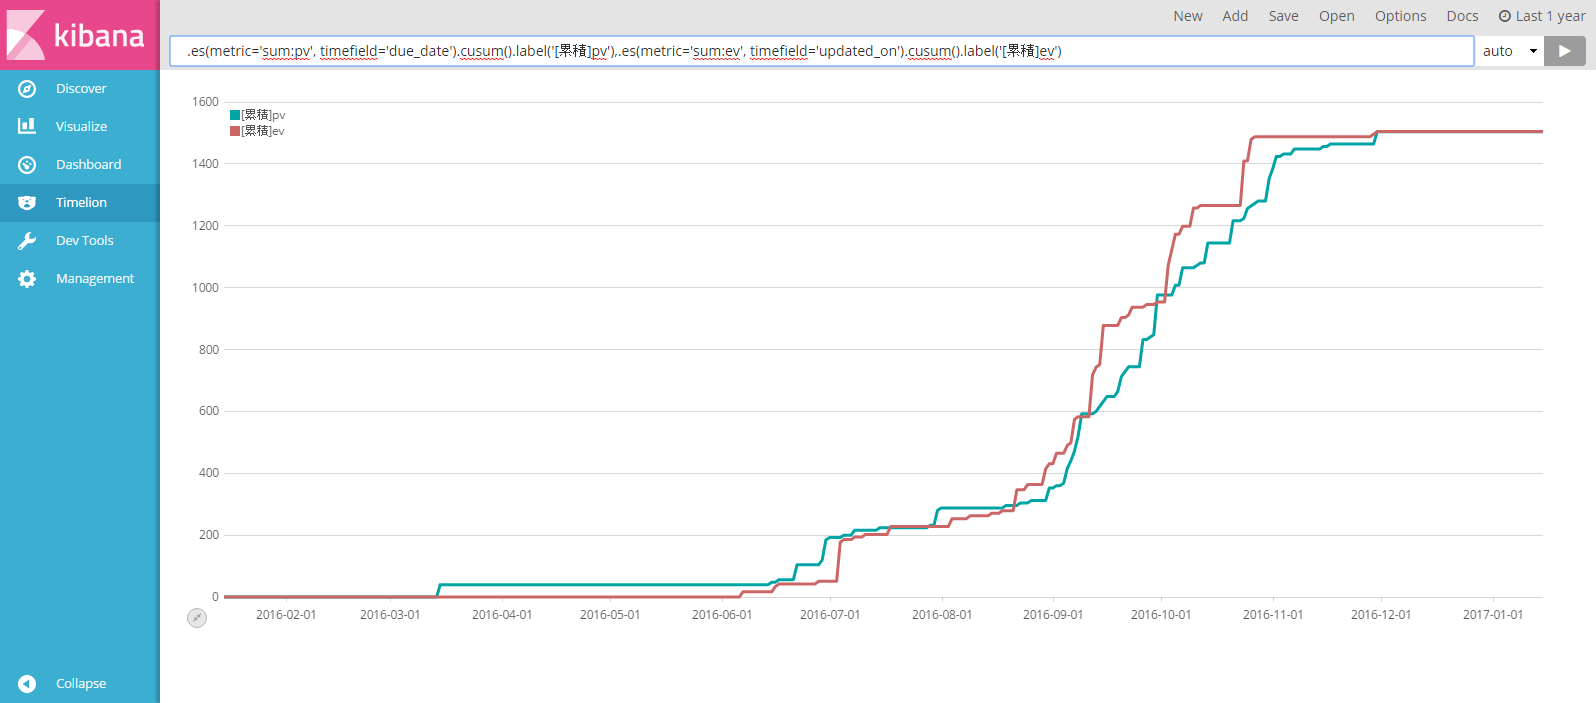 kibana
New Add Save Open Options Docs Last 1 year
.es(metric='sum:pv', timefield='due_date').cusum().label('[累積]pv'),.es(metric='sum:ev', timefield='updated_on').cusum().label('[累積]ev')
auto
Discover
Visualize
Dashboard
Timelion
Dev Tools
Management
Collapse
[累積]pv
[累積]ev
1600
1400
1200
1000
800
600
400
200
0
2016-02-01 2016-03-01 2016-04-01 2016-05-01 2016-06-01 2016-07-01 2016-08-01 2016-09-01 2016-10-01 2016-11-01 2016-12-01 2017-01-01